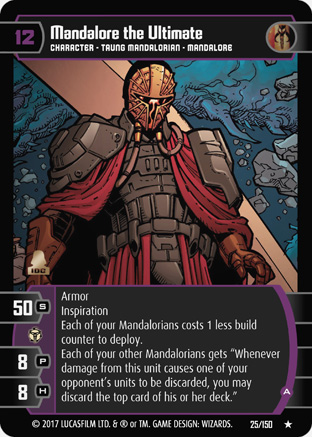 12
Mandalore the Ultimate
CHARACTER - TAUNG MANDALORIAN - MANDALORE
IDC
50 S
8 P
8 H
Armor
Inspiration
Each of your Mandalorians costs 1 less build
counter to deploy.
Each of your other Mandalorians gets “Whenever
damage from this unit causes one of your
opponent’s units to be discarded, you may
discard the top card of his or her deck.”
A
© 2017 LUCASFILM LTD. & ® or TM. GAME DESIGN: WIZARDS.
25/150